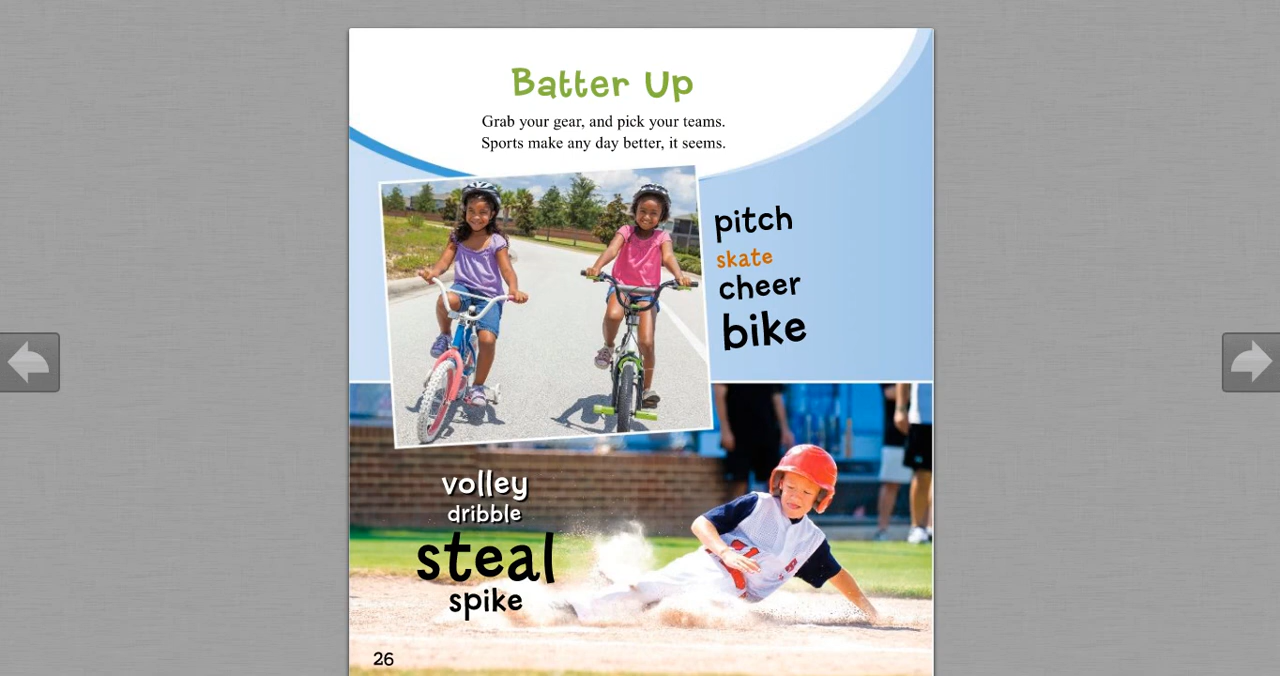 Batter Up
Grab your gear, and pick your teams.
Sports make any day better, it seems.
pitch
skate
cheer
bike
volley
dribble
steal
spike
26